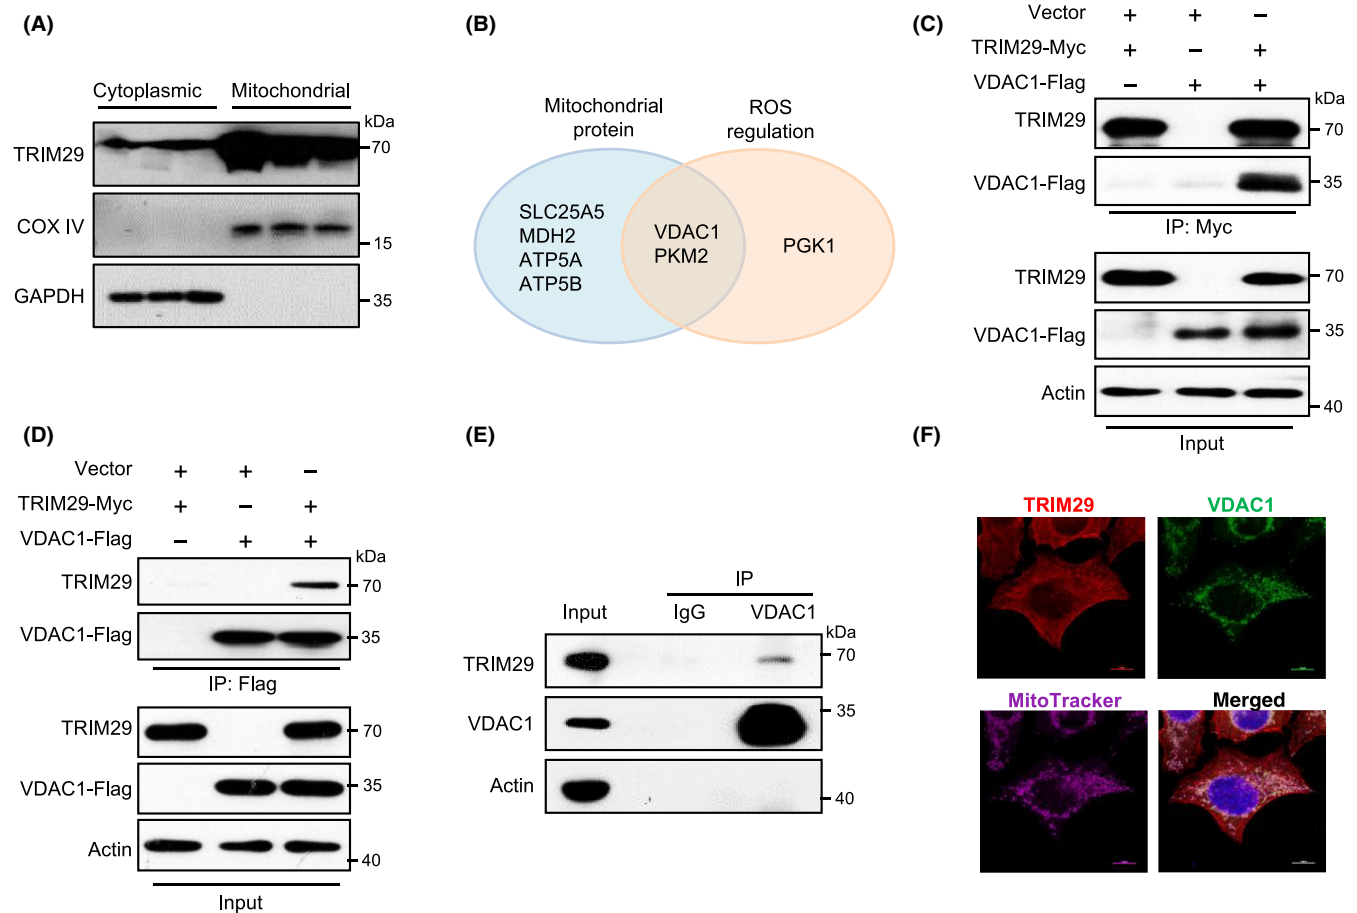 (A)
Cytoplasmic Mitochondrial
kDa
TRIM29 70
COX IV
15
GAPDH 35
(B)
Mitochondrial
protein
ROS
regulation
SLC25A5
MDH2
ATP5A
ATP5B
VDAC1
PKM2
PGK1
(C)
Vector + + –
TRIM29-Myc + – +
VDAC1-Flag – + +
kDa
TRIM29 70
VDAC1-Flag 35
IP: Myc
TRIM29 70
VDAC1-Flag 35
Actin
40
Input
(D)
Vector + + –
TRIM29-Myc + – +
VDAC1-Flag – + +
kDa
TRIM29 70
VDAC1-Flag 35
IP: Flag
TRIM29 70
VDAC1-Flag 35
Actin
40
Input
(E)
IP
Input IgG VDAC1
kDa
TRIM29 70
VDAC1 35
Actin
40
(F)
TRIM29 VDAC1
MitoTracker Merged